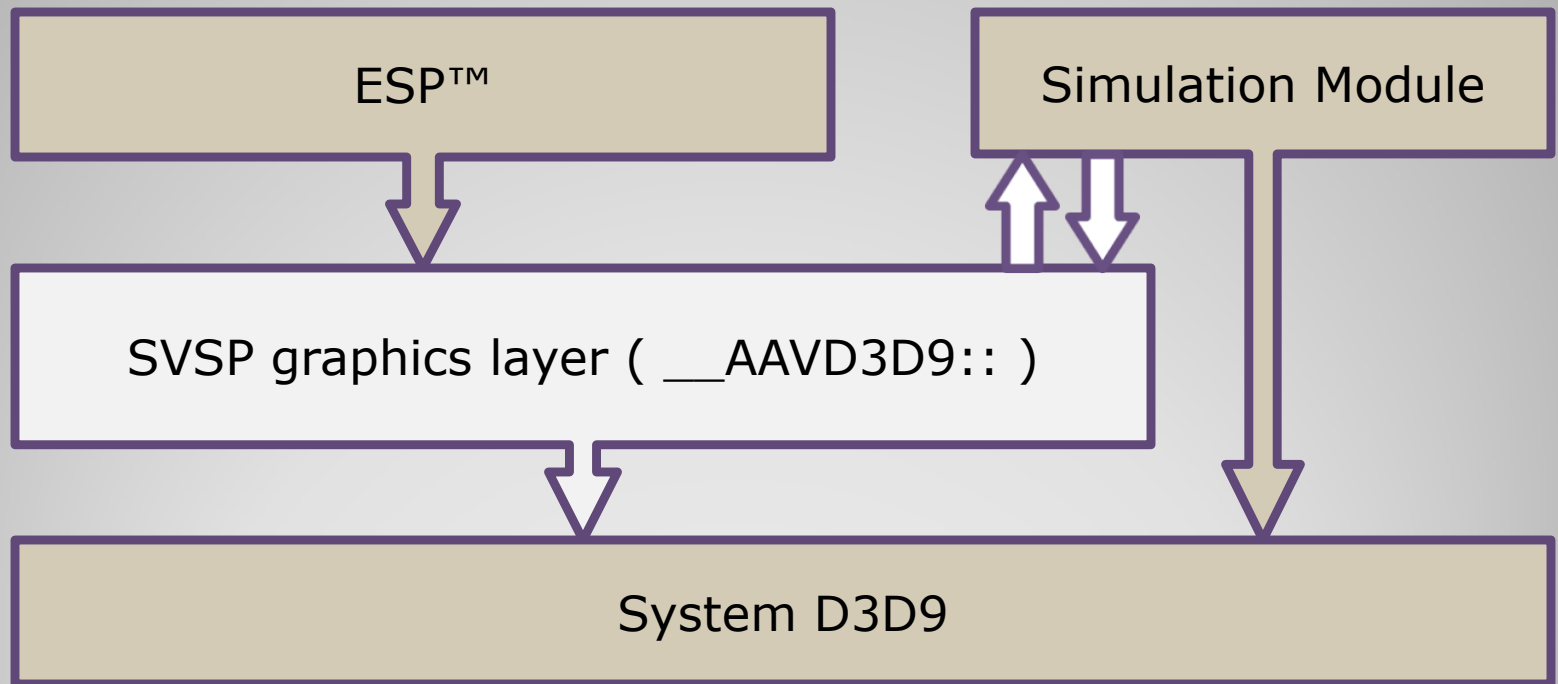 ESP™
Simulation Module
SVSP graphics layer ( __AAVD3D9:: )
System D3D9